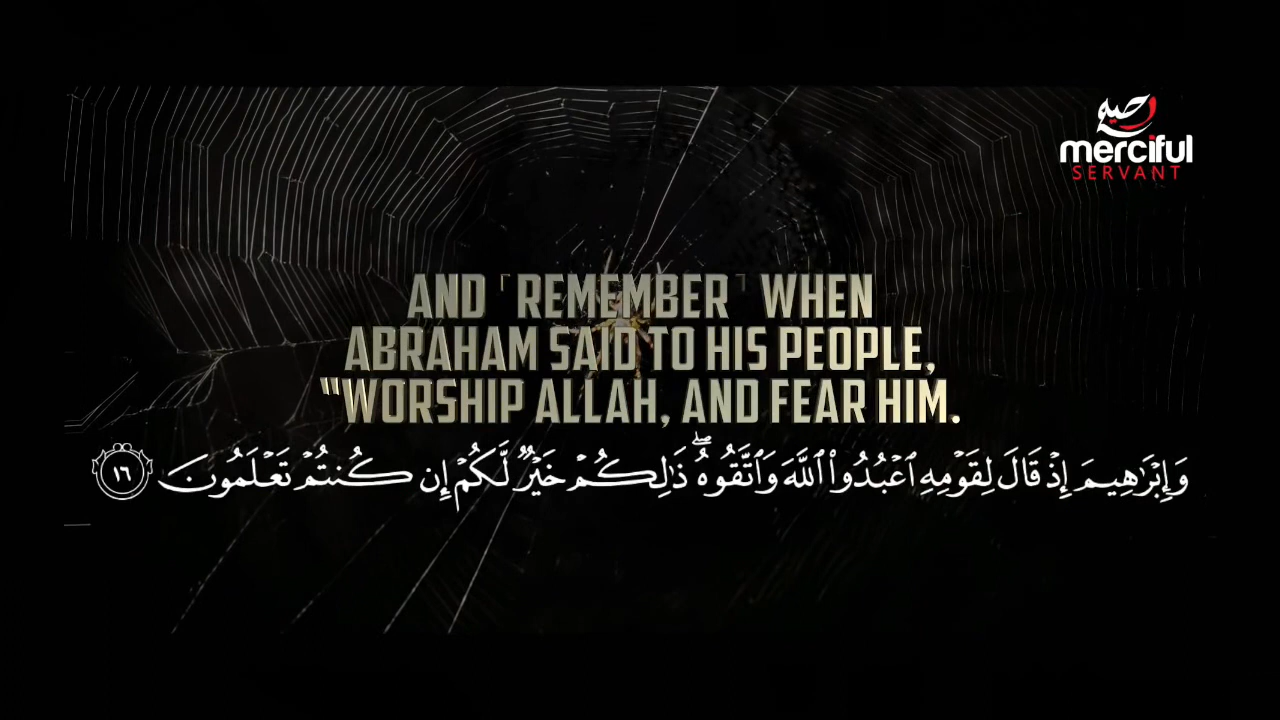 رحيم
merciful
SERVANT
AND ⸢REMEMBER⸣ WHEN
ABRAHAM SAID TO HIS PEOPLE,
“WORSHIP ALLAH, AND FEAR HIM.
وَإِبْرَٰهِيمَ إِذْ قَالَ لِقَوْمِهِ ٱعْبُدُوا۟ ٱللَّهَ وَٱتَّقُوهُ ۖ ذَٰلِكُمْ خَيْرٌ لَّكُمْ إِن كُنتُمْ تَعْلَمُونَ ١٦